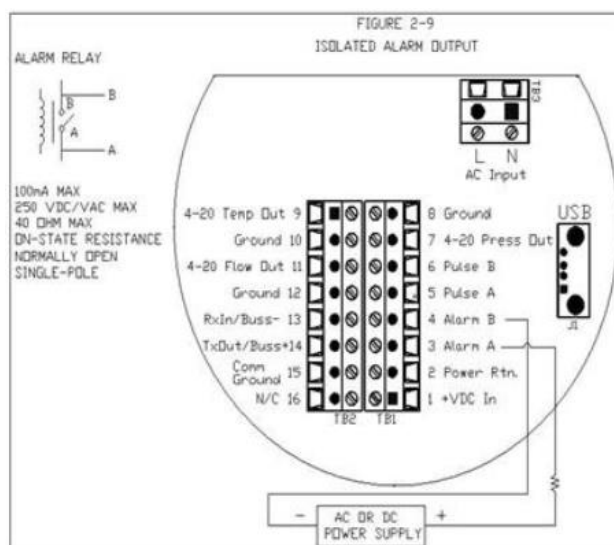 FIGURE 2-9
ISOLATED ALARM OUTPUT
ALARM RELAY
B
B
A
A
100mA MAX
250 VDC/VAC MAX
40 OHM MAX
ON-STATE RESISTANCE
NORMALLY OPEN
SINGLE-POLE
TB3
L N
AC Input
4-20 Temp Out 9
Ground 10
4-20 Flow Out 11
Ground 12
RxIn/Buss- 13
TxOut/Buss+14
Comm
Ground 15
N/C 16
TB2 TB1
8 Ground
7 4-20 Press Out
6 Pulse B
5 Pulse A
4 Alarm B
3 Alarm A
2 Power Rtn.
1 +VDC In
USB
J1
- AC OR DC +
POWER SUPPLY